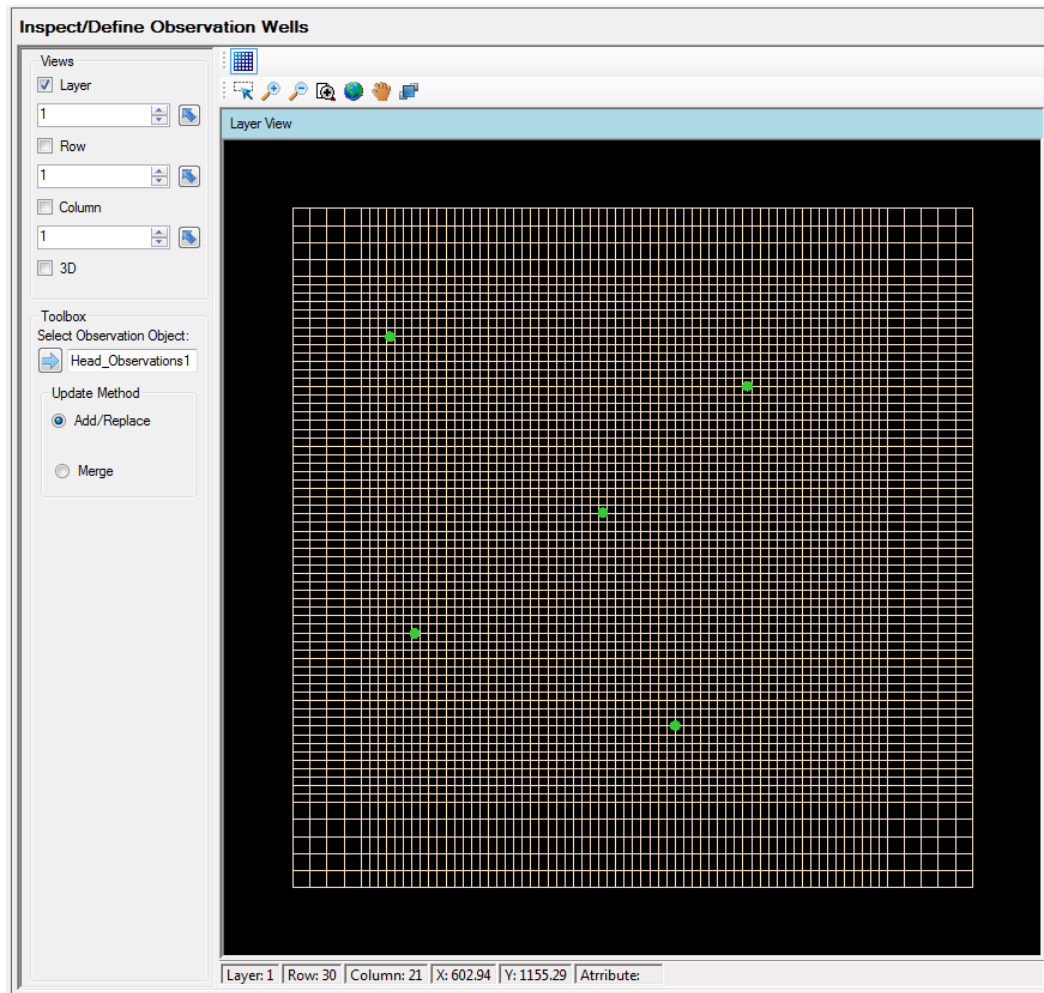 Inspect/Define Observation Wells
Views
Layer
1
Row
1
Column
1
3D
Toolbox
Select Observation Object:
Head_Observations1
Update Method
Add/Replace
Merge
Layer View
Layer: 1 Row: 30 Column: 21 X: 602.94 Y: 1155.29 Atrribute: